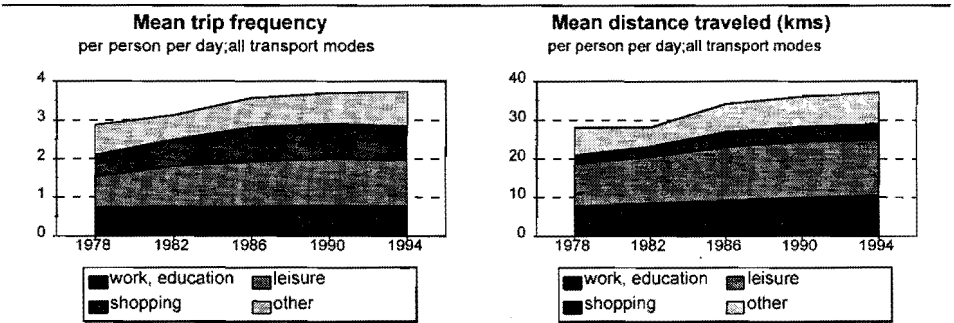 Mean trip frequency
per person per day;all transport modes
4
3
2
1
0
1978 1982 1986 1990 1994
work, education leisure
shopping other
Mean distance traveled (kms)
per person per day;all transport modes
40
30
20
10
0
1978 1982 1986 1990 1994
work, education leisure
shopping other